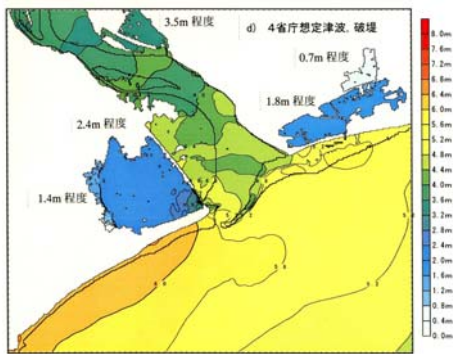 3.5m 程度
d) 4省庁想定津波、破堤
0.7m 程度
1.8m 程度
2.4m 程度
1.4m 程度
8.0m
7.6m
7.2m
6.8m
6.4m
6.0m
5.6m
5.2m
4.8m
4.4m
4.0m
3.6m
3.2m
2.8m
2.4m
2.0m
1.6m
1.2m
0.8m
0.4m
0.0m